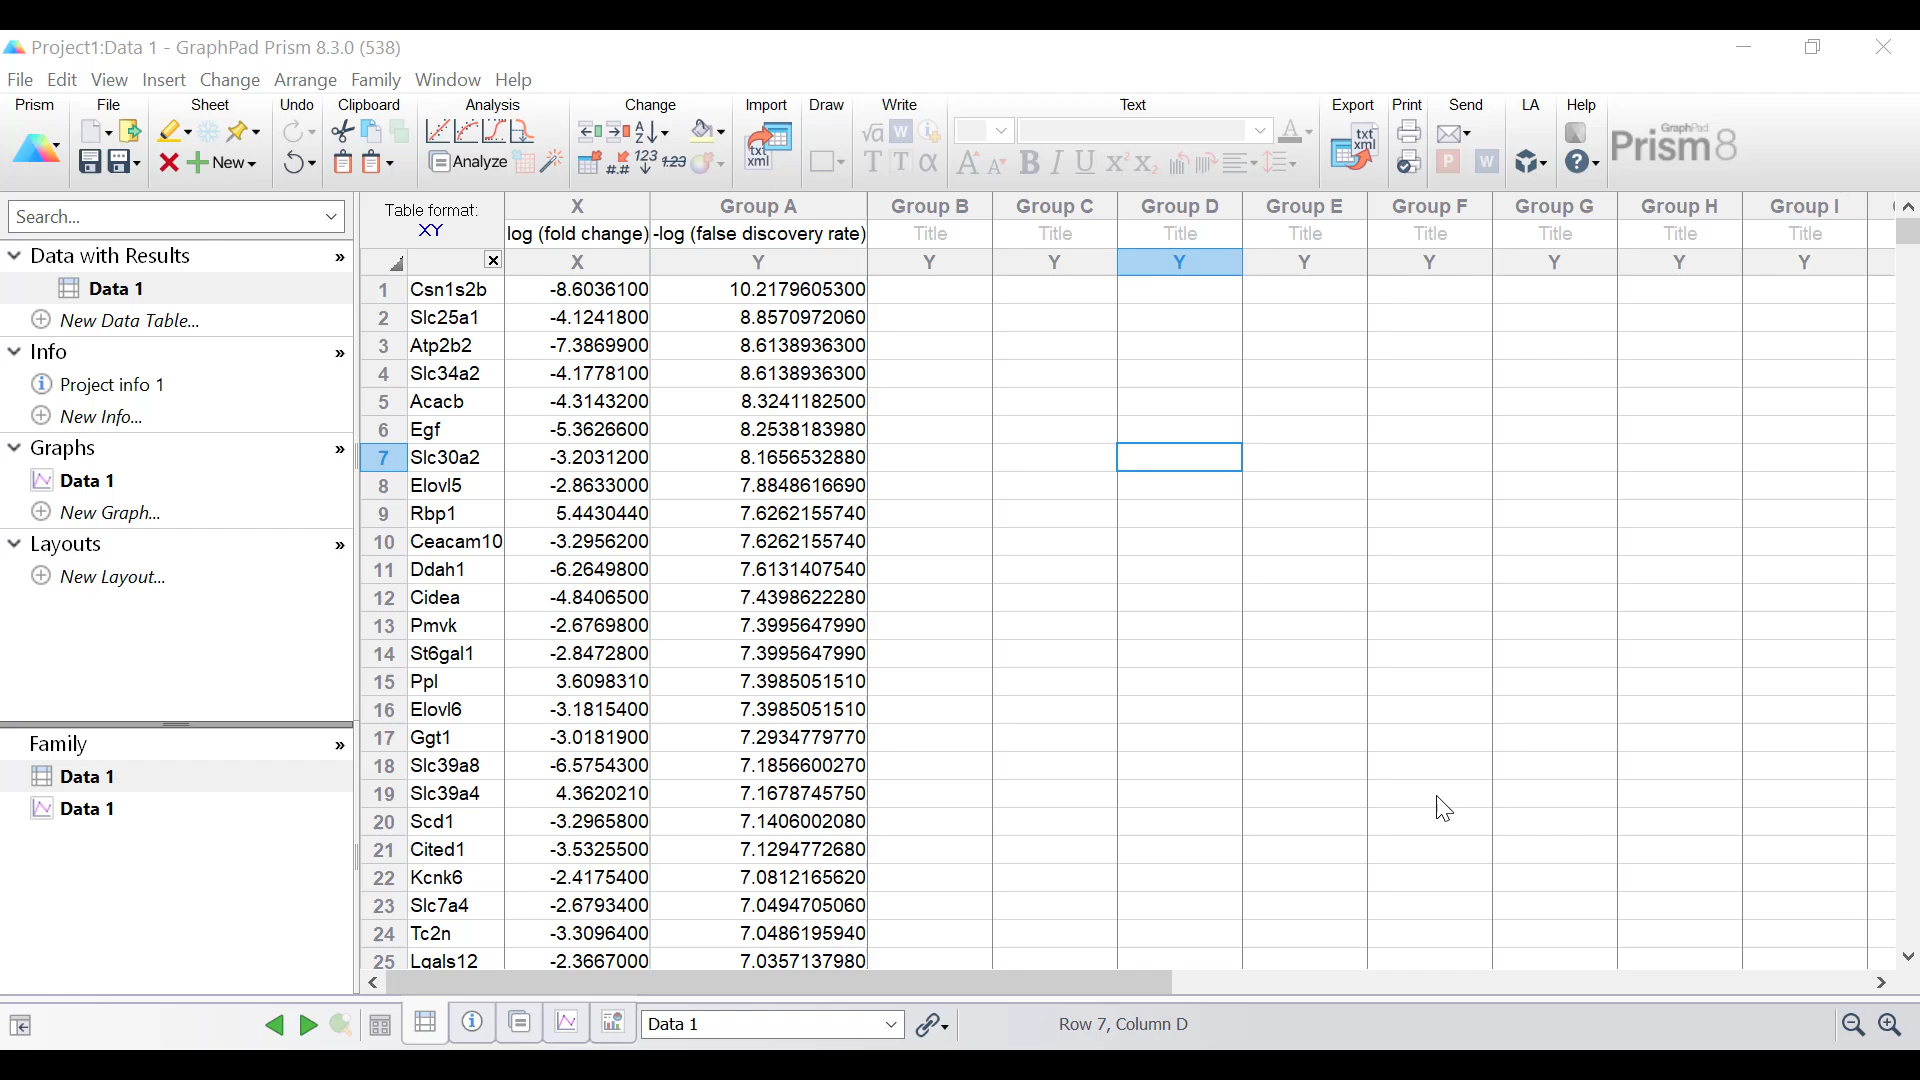 Project1:Data 1 - GraphPad Prism 8.3.0 (538)
File Edit View Insert Change Arrange Family Window Help
Prism File Sheet Undo Clipboard Analysis Change Import Draw Write Text Export Print Send LA Help
New
Analyze
GraphPad
Prism 8
Search...
Data with Results
Data 1
New Data Table...
Info
Project info 1
New Info...
Graphs
Data 1
New Graph...
Layouts
New Layout...
Family
Data 1
Data 1
Table format:
XY
X Group A Group B Group C Group D Group E Group F Group G Group H Group I
log (fold change) -log (false discovery rate) Title Title Title Title Title Title Title Title
X Y Y Y Y Y Y Y Y Y
1 Csn1s2b -8.6036100 10.2179605300
2 Slc25a1 -4.1241800 8.8570972060
3 Atp2b2 -7.3869900 8.6138936300
4 Slc34a2 -4.1778100 8.6138936300
5 Acacb -4.3143200 8.3241182500
6 Egf -5.3626600 8.2538183980
7 Slc30a2 -3.2031200 8.1656532880
8 Elovl5 -2.8633000 7.8848616690
9 Rbp1 5.4430440 7.6262155740
10 Ceacam10 -3.2956200 7.6262155740
11 Ddah1 -6.2649800 7.6131407540
12 Cidea -4.8406500 7.4398622280
13 Pmvk -2.6769800 7.3995647990
14 St6gal1 -2.8472800 7.3995647990
15 Ppl 3.6098310 7.3985051510
16 Elovl6 -3.1815400 7.3985051510
17 Ggt1 -3.0181900 7.2934779770
18 Slc39a8 -6.5754300 7.1856600270
19 Slc39a4 4.3620210 7.1678745750
20 Scd1 -3.2965800 7.1406002080
21 Cited1 -3.5325500 7.1294772680
22 Kcnk6 -2.4175400 7.0812165620
23 Slc7a4 -2.6793400 7.0494705060
24 Tc2n -3.3096400 7.0486195940
25 Lgals12 -2.3667000 7.0357137980
Data 1
Row 7, Column D